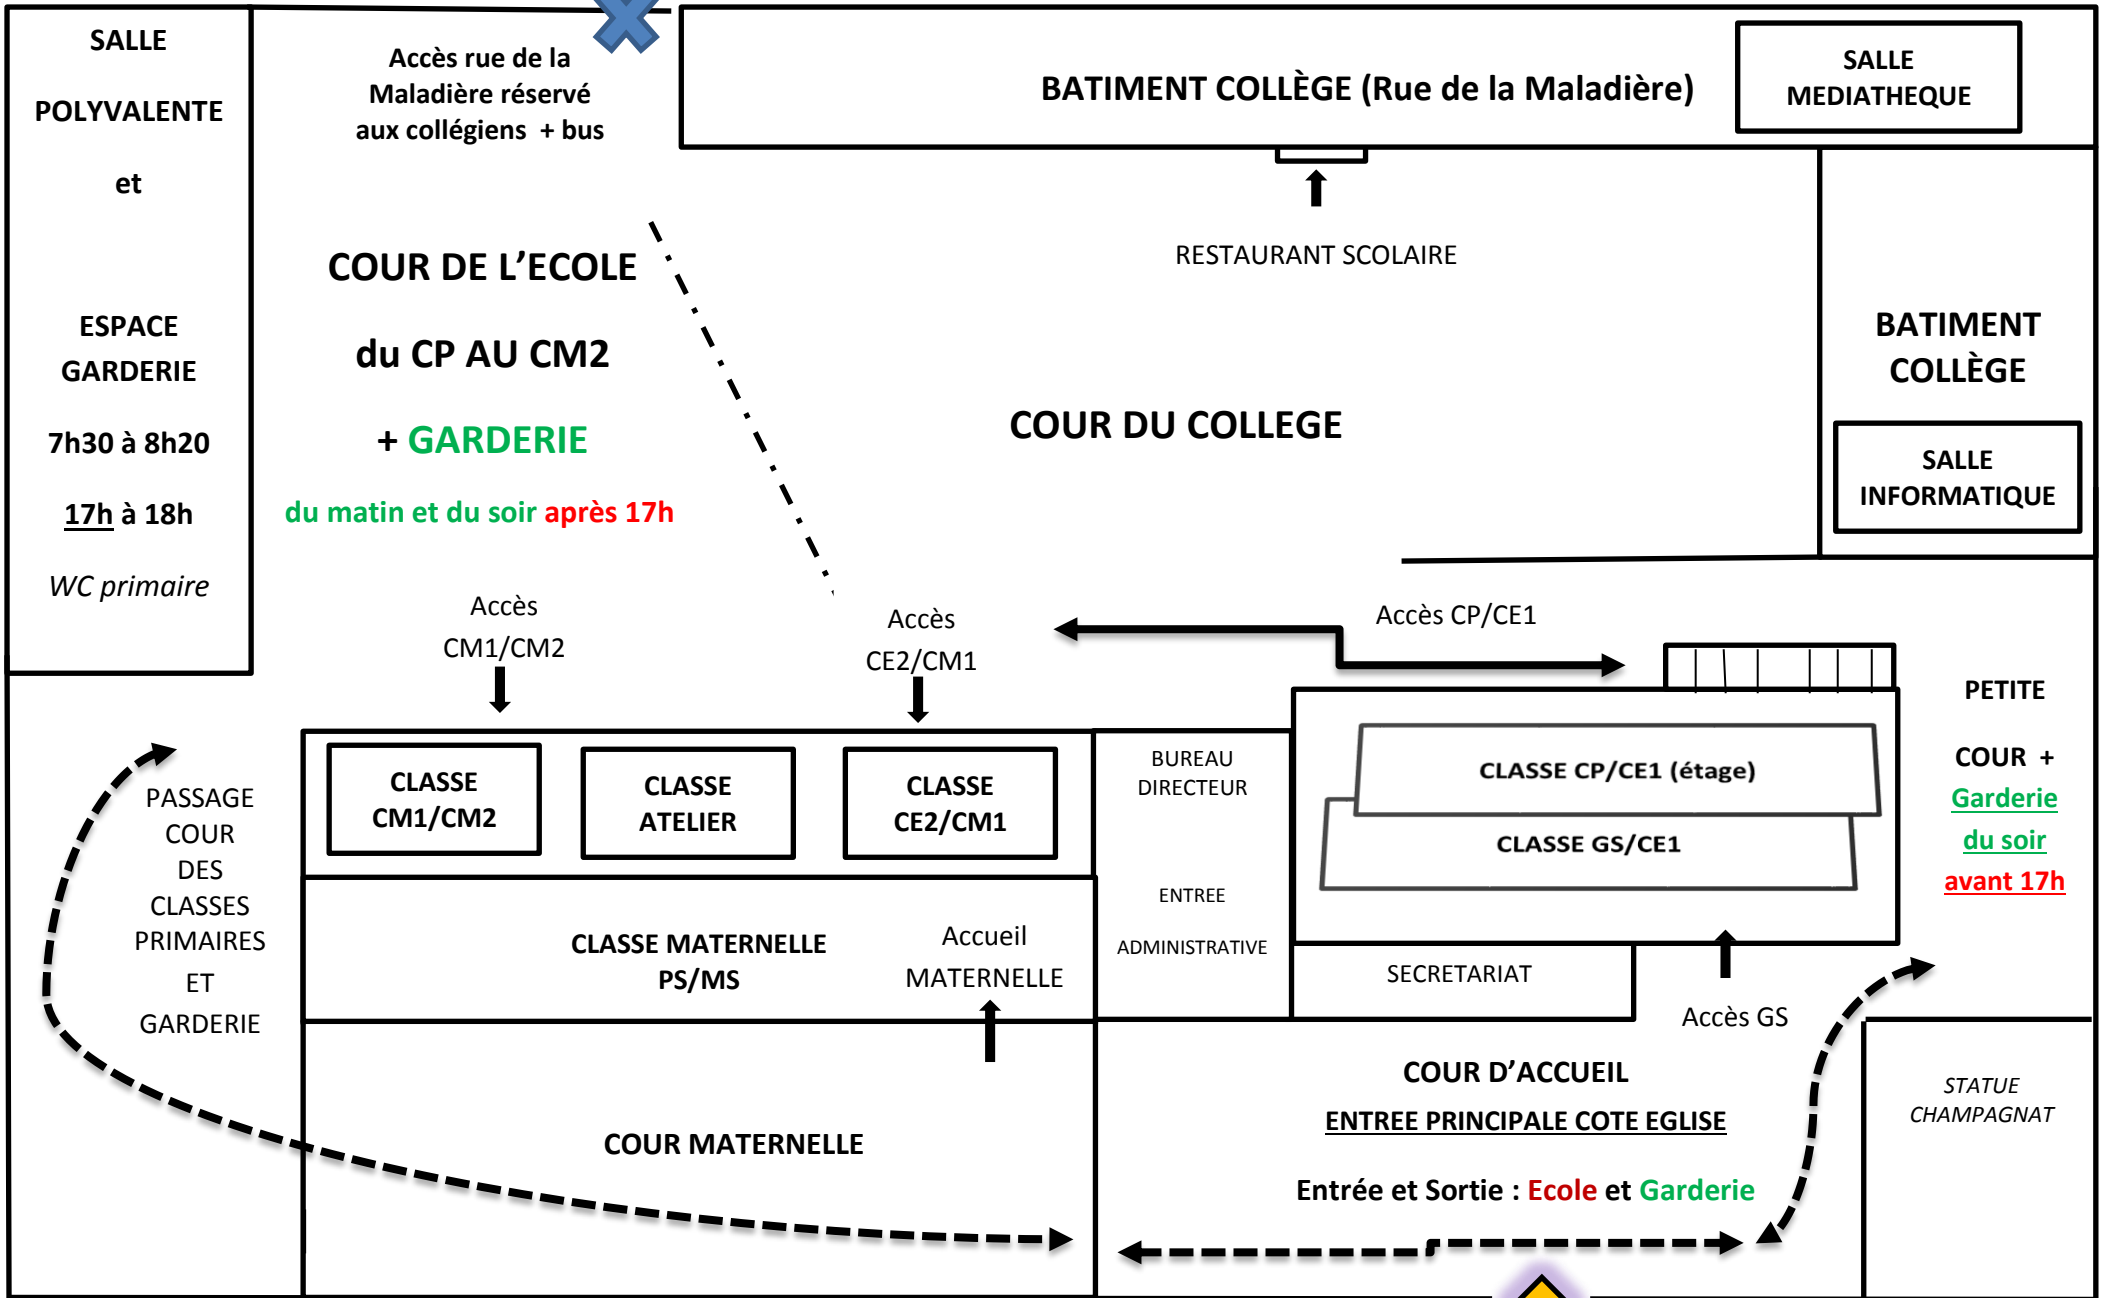 SALLE
POLYVALENTE
et
ESPACE
GARDERIE
7h30 à 8h20
17h à 18h
WC primaire
Accès rue de la
Maladière réservé
aux collégiens + bus
BATIMENT COLLÈGE (Rue de la Maladière)
SALLE
MEDIATHEQUE
RESTAURANT SCOLAIRE
COUR DE L'ECOLE
du CP AU CM2
+ GARDERIE
du matin et du soir après 17h
COUR DU COLLEGE
BATIMENT
COLLÈGE
SALLE
INFORMATIQUE
Accès
CM1/CM2
Accès
CE2/CM1
Accès CP/CE1
PETITE
COUR +
Garderie
du soir
avant 17h
PASSAGE
COUR
DES
CLASSES
PRIMAIRES
ET
GARDERIE
CLASSE
CM1/CM2
CLASSE
ATELIER
CLASSE
CE2/CM1
BUREAU
DIRECTEUR
ENTREE
ADMINISTRATIVE
CLASSE CP/CE1 (étage)
CLASSE GS/CE1
CLASSE MATERNELLE
PS/MS
Accueil
MATERNELLE
SECRETARIAT
Accès GS
COUR MATERNELLE
COUR D'ACCUEIL
ENTREE PRINCIPALE COTE EGLISE
Entrée et Sortie : Ecole et Garderie
STATUE
CHAMPAGNAT